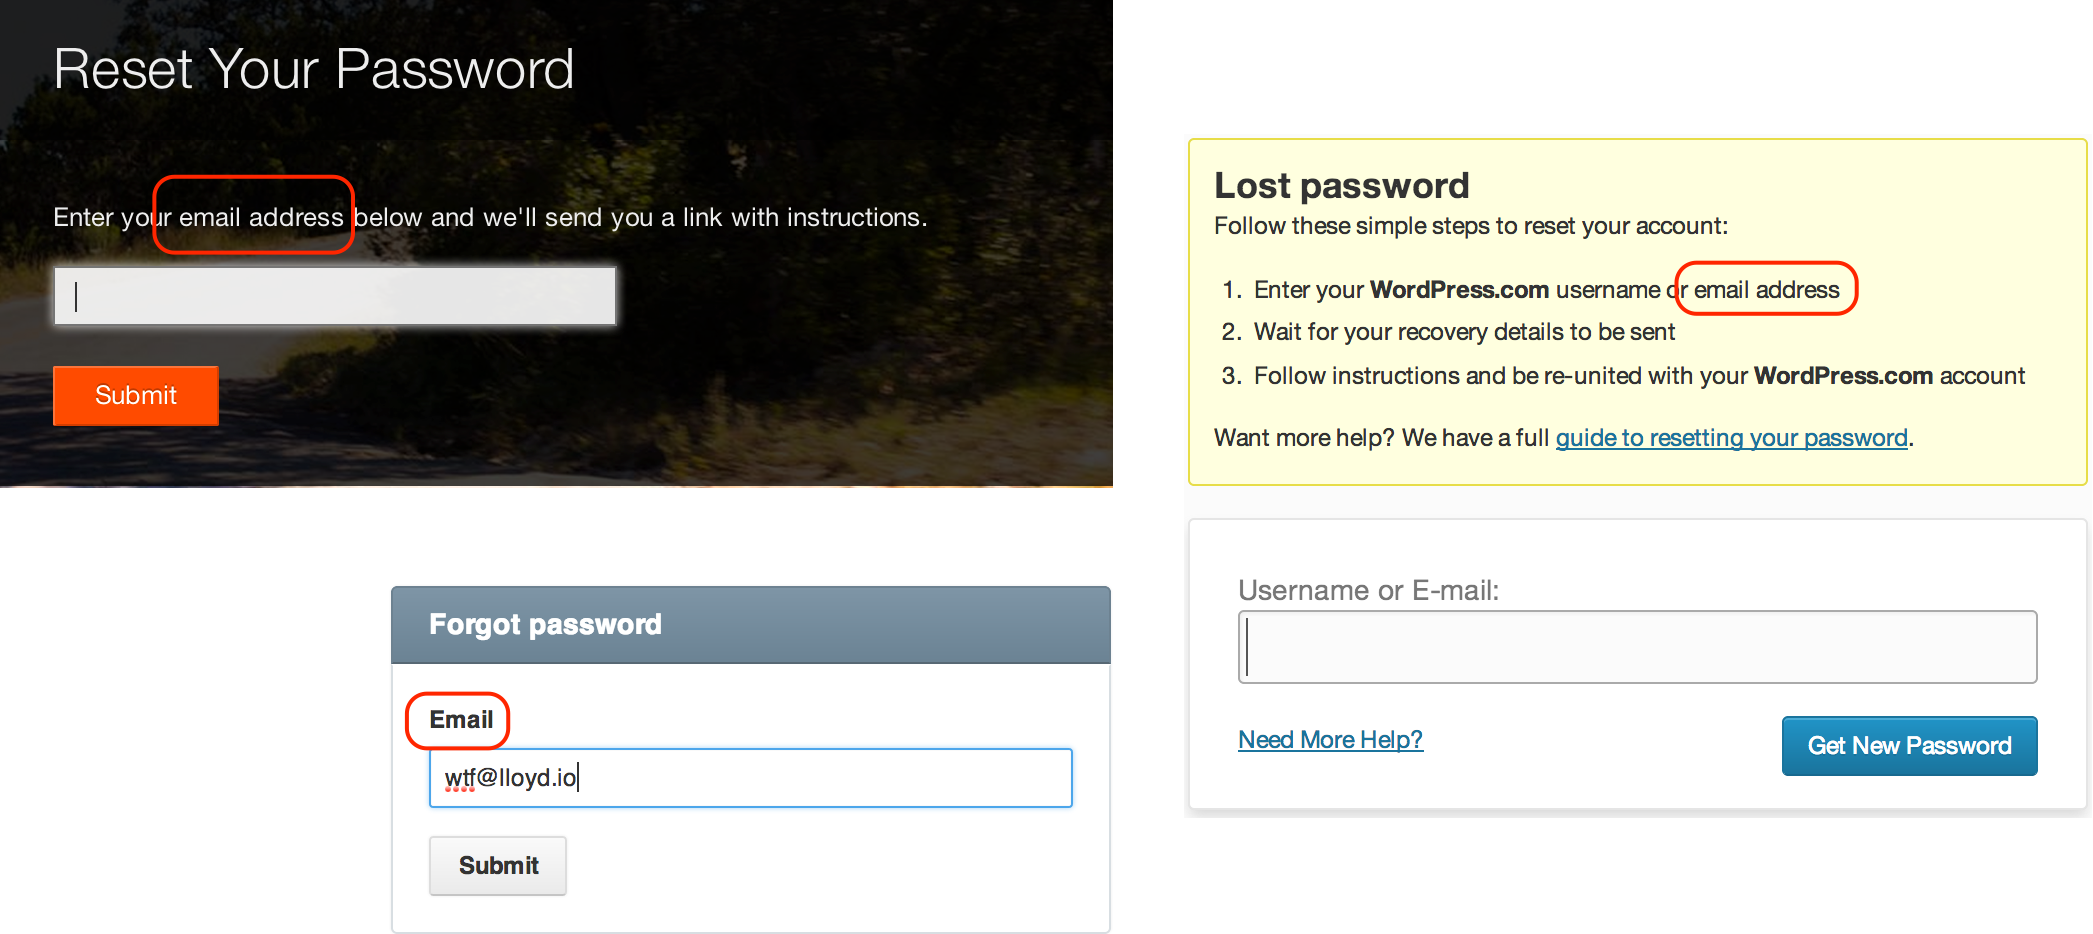 Reset Your Password
Enter your email address below and we'll send you a link with instructions.
Submit
Lost password
Follow these simple steps to reset your account:
1. Enter your WordPress.com username or email address
2. Wait for your recovery details to be sent
3. Follow instructions and be re-united with your WordPress.com account
Want more help? We have a full guide to resetting your password.
Username or E-mail:
Need More Help?
Get New Password
Forgot password
Email
wtf@lloyd.io
Submit